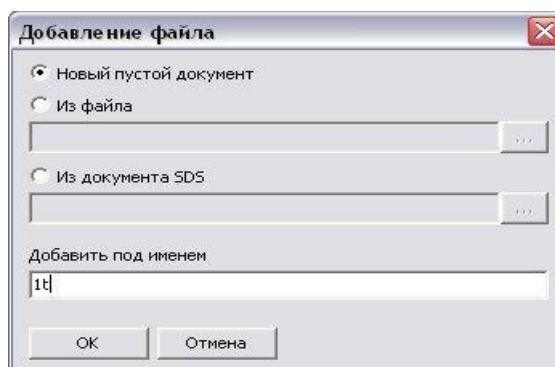 Добавление файла
Новый пустой документ
Из файла
...
Из документа SDS
...
Добавить под именем
1t
OK Отмена